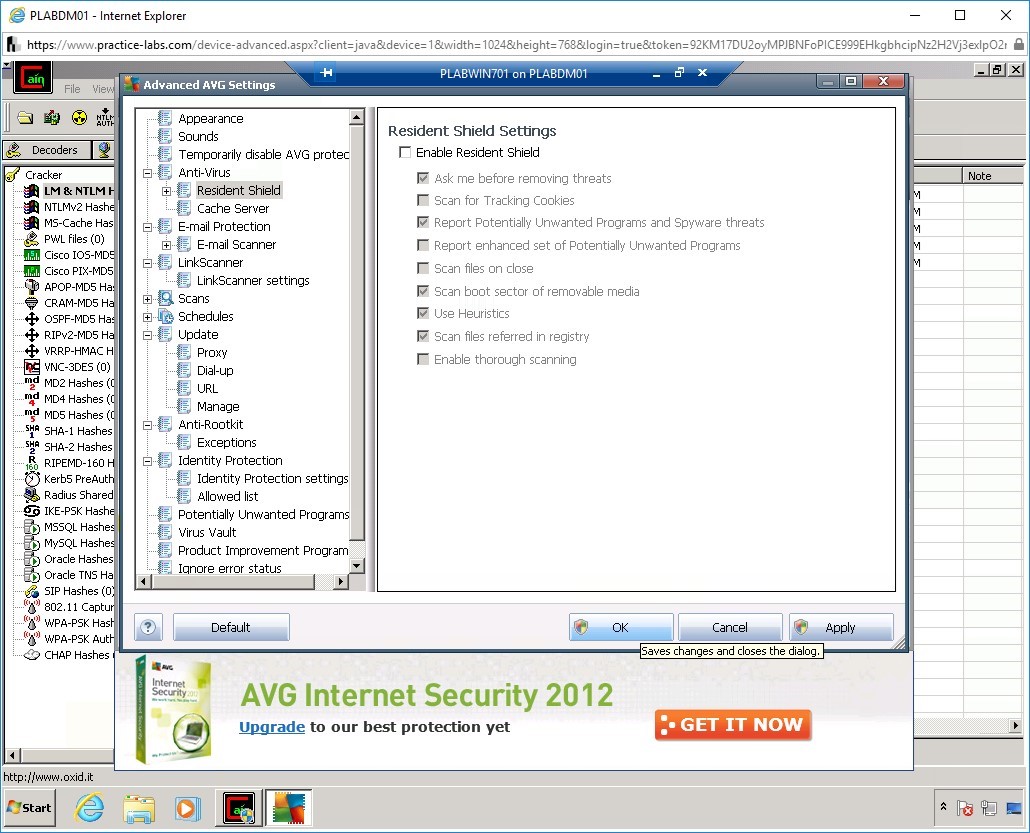 PLABDM01 - Internet Explorer
https://www.practice-labs.com/device-advanced.aspx?client=java&device=1&width=1024&height=768&login=true&token=92KM17DU2oyMPJBNFoPICE999EHkgbhcipNz2H2Vj3exlpO2r
PLABWIN701 on PLABDM01
Cain
File View
Advanced AVG Settings
NTLM AUTH
Decoders
Cracker
LM & NTLM H
NTLMv2 Hashe
MS-Cache Has
PWL files (0)
Cisco IOS-MD5
Cisco PIX-MD5
APOP-MD5 Ha
CRAM-MD5 Ha
OSPF-MD5 Ha
RIPv2-MD5 Ha
VRRP-HMAC H
VNC-3DES (0)
MD2 Hashes (0
MD4 Hashes (0
MD5 Hashes (0
SHA-1 Hashes
SHA-2 Hashes
RIPEMD-160 H
Kerb5 PreAuth
Radius Shared
IKE-PSK Hashe
MSSQL Hashes
MySQL Hashes
Oracle Hashes
Oracle TNS Ha
SIP Hashes (0)
802.11 Captur
WPA-PSK Hash
WPA-PSK Auth
CHAP Hashes
Appearance
Sounds
Temporarily disable AVG protec
Anti-Virus
Resident Shield
Cache Server
E-mail Protection
E-mail Scanner
LinkScanner
LinkScanner settings
Scans
Schedules
Update
Proxy
Dial-up
URL
Manage
Anti-Rootkit
Exceptions
Identity Protection
Identity Protection settings
Allowed list
Potentially Unwanted Programs
Virus Vault
Product Improvement Program
Ignore error status
Resident Shield Settings
Enable Resident Shield
Ask me before removing threats
Scan for Tracking Cookies
Report Potentially Unwanted Programs and Spyware threats
Report enhanced set of Potentially Unwanted Programs
Scan files on close
Scan boot sector of removable media
Use Heuristics
Scan files referred in registry
Enable thorough scanning
Note
M
M
M
M
? Default OK Cancel Apply
Saves changes and closes the dialog.
AVG
Internet Security
AVG Internet Security 2012
Upgrade to our best protection yet
GET IT NOW
http://www.oxid.it
Start